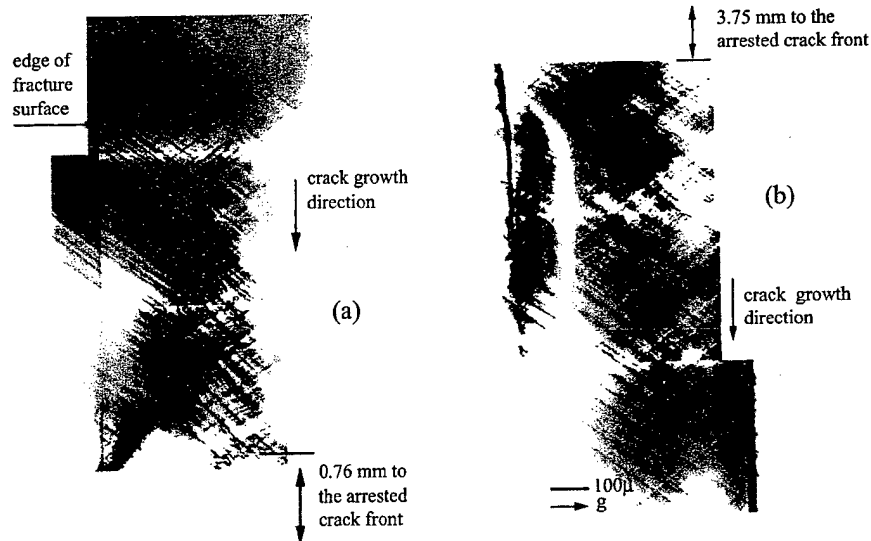 edge of
fracture
surface
crack growth
direction
(a)
0.76 mm to
the arrested
crack front
3.75 mm to the
arrested crack front
(b)
crack growth
direction
100μ
g